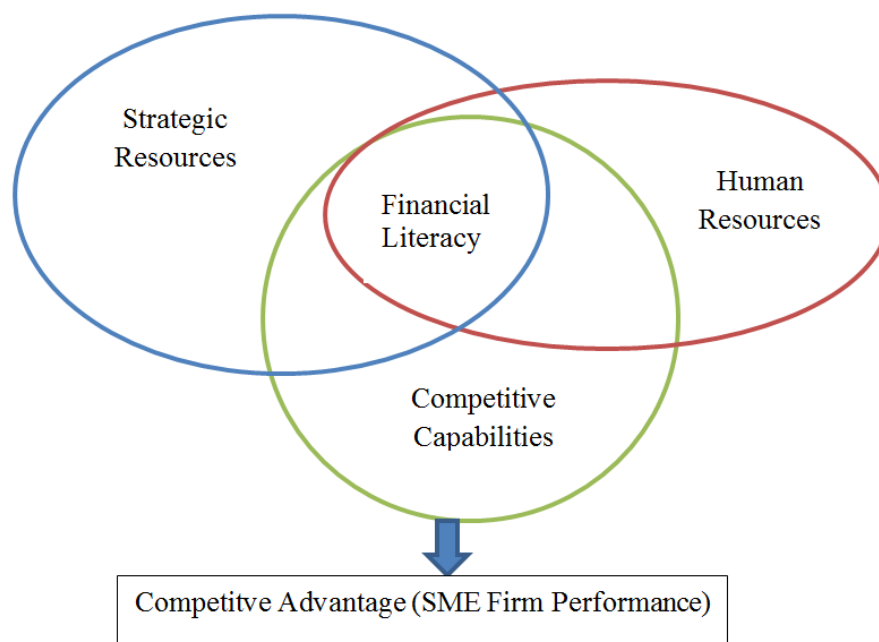 Strategic
Resources
Human
Resources
Financial
Literacy
Competitive
Capabilities
Competitve Advantage (SME Firm Performance)